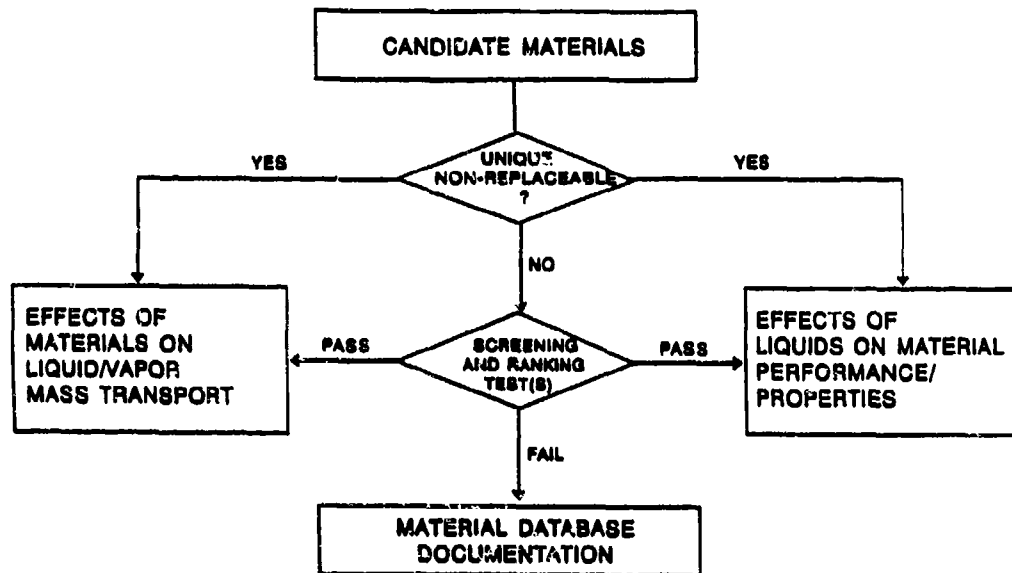 CANDIDATE MATERIALS
YES
UNIQUE
YES
NON-REPLACEABLE
?
NO
EFFECTS OF
MATERIALS ON
LIQUID/VAPOR
MASS TRANSPORT
PASS
SCREENING
AND RANKING
TEST(S)
PASS
EFFECTS OF
LIQUIDS ON MATERIAL
PERFORMANCE/
PROPERTIES
FAIL
MATERIAL DATABASE
DOCUMENTATION